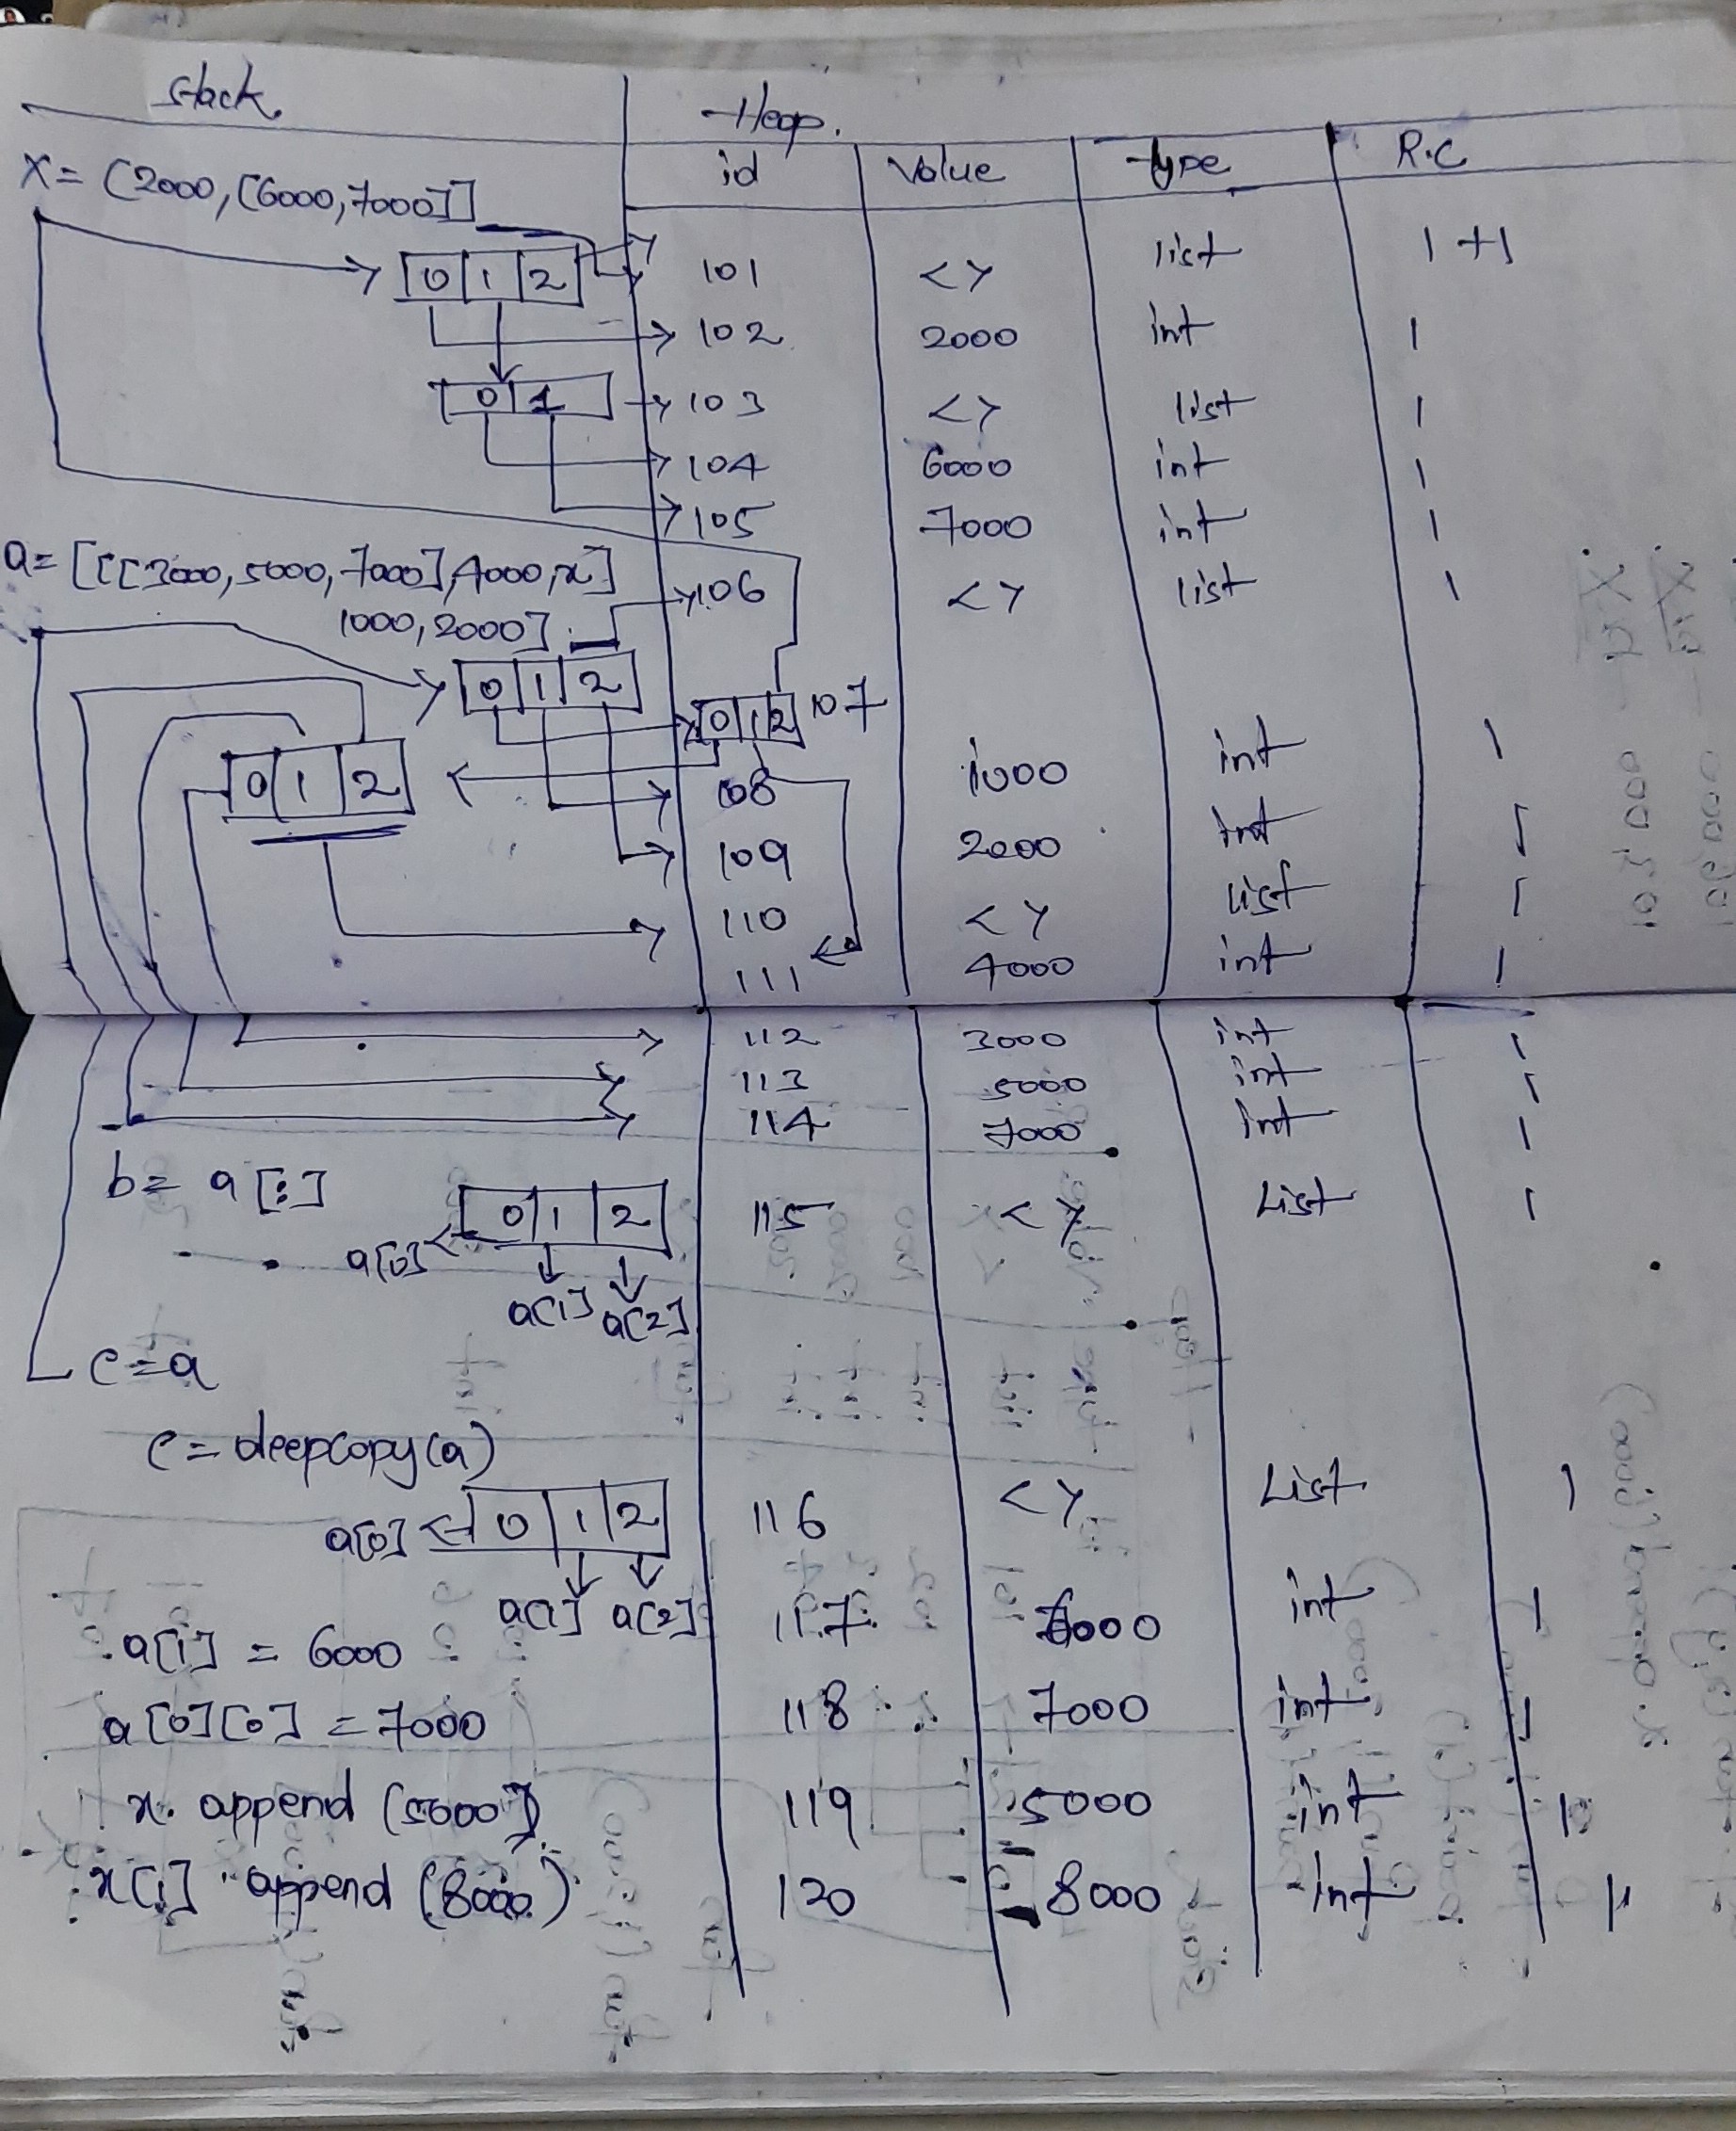 stack.
Heap.
id Value type R.C
x = [2000, [6000, 7000]]
0 1 2 101 <> list 1+1
102 2000 int 1
0 1 103 <> list 1
104 6000 int 1
105 7000 int 1
a = [[[3000, 5000, 7000], 4000, x] 106 <> list 1
1000, 2000]
0 1 2
0 1 2 107
0 1 2 108 1000 int 1
109 2000 int 1
110 <> list 1
111 4000 int 1
112 3000 int 1
113 5000 int 1
114 7000 int 1
b = a[:] 0 1 2 115 <> List 1
a[0]
a[1] a[2]
c = a
e = deepcopy(a)
a[0] 0 1 2 116 <> List 1
a[1] a[2]
a[1] = 6000 117 6000 int 1
a[0][0] = 7000 118 7000 int 1
x. append (5000) 119 5000 int 1
x[1] . append (8000) 120 8000 int 1